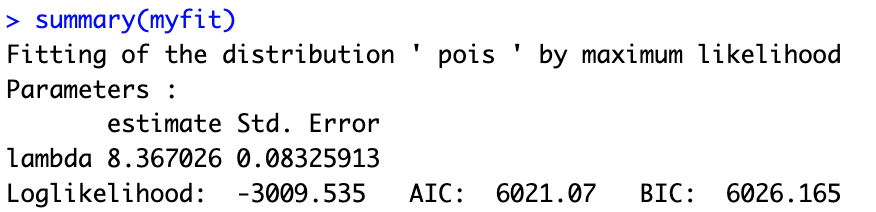 > summary(myfit)
Fitting of the distribution ' pois ' by maximum likelihood
Parameters :
estimate Std. Error
lambda 8.367026 0.08325913
Loglikelihood: -3009.535 AIC: 6021.07 BIC: 6026.165